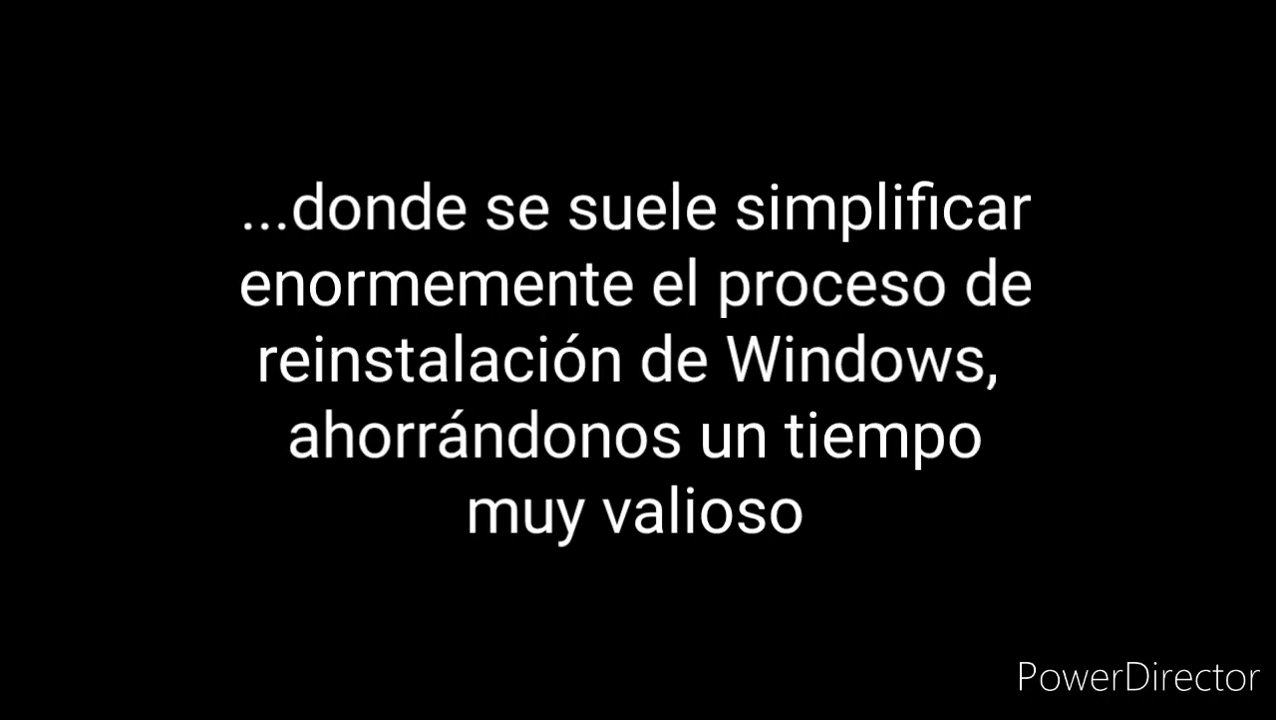 ...donde se suele simplificar
enormemente el proceso de
reinstalación de Windows,
ahorrándonos un tiempo
muy valioso
PowerDirector